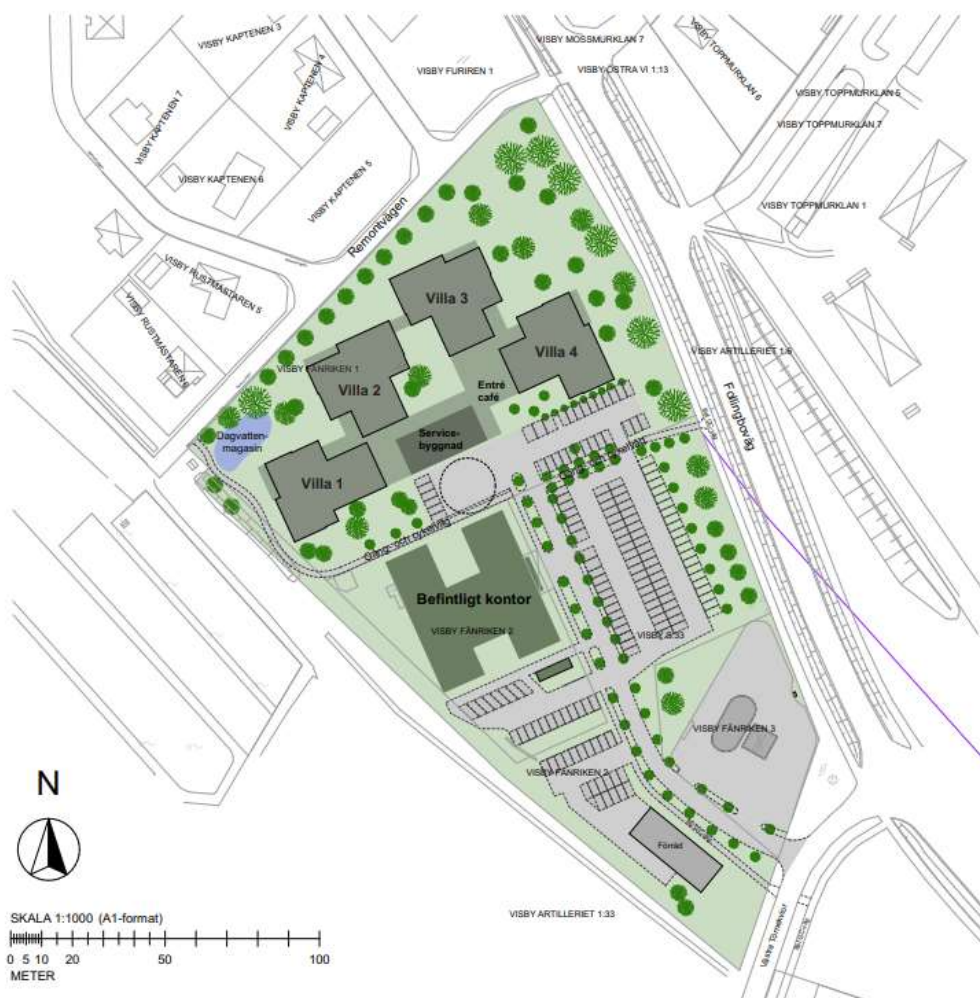 VISBY KAPTENEN 3
VISBY MOSSMURKLAN 7
VISBY TOPPMURKLAN 6
VISBY KAPTENEN 4
VISBY FURIREN 1
VISBY ÖSTRA VI 1:13
VISBY TOPPMURKLAN 5
VISBY KAPTENEN 7
VISBY TOPPMURKLAN 7
VISBY KAPTENEN 6
VISBY KAPTENEN 5
VISBY TOPPMURKLAN 1
Remontvägen
VISBY RUSTMÄSTAREN 5
VISBY RUSTMÄSTAREN 6
Villa 3
Villa 4
VISBY ARTILLERIET 1:6
VISBY FÄNRIKEN 1
Villa 2
Entré
café
Follingboväg
Dagvatten-
magasin
Service-
byggnad
Villa 1
Gång- och cykelväg
Befintligt kontor
VISBY FÄNRIKEN 2
VISBY S:33
VISBY FÄNRIKEN 3
N
VISBY FÄNRIKEN 2
Förråd
SKALA 1:1000 (A1-format)
VISBY ARTILLERIET 1:33
0 5 10 20 50 100
METER